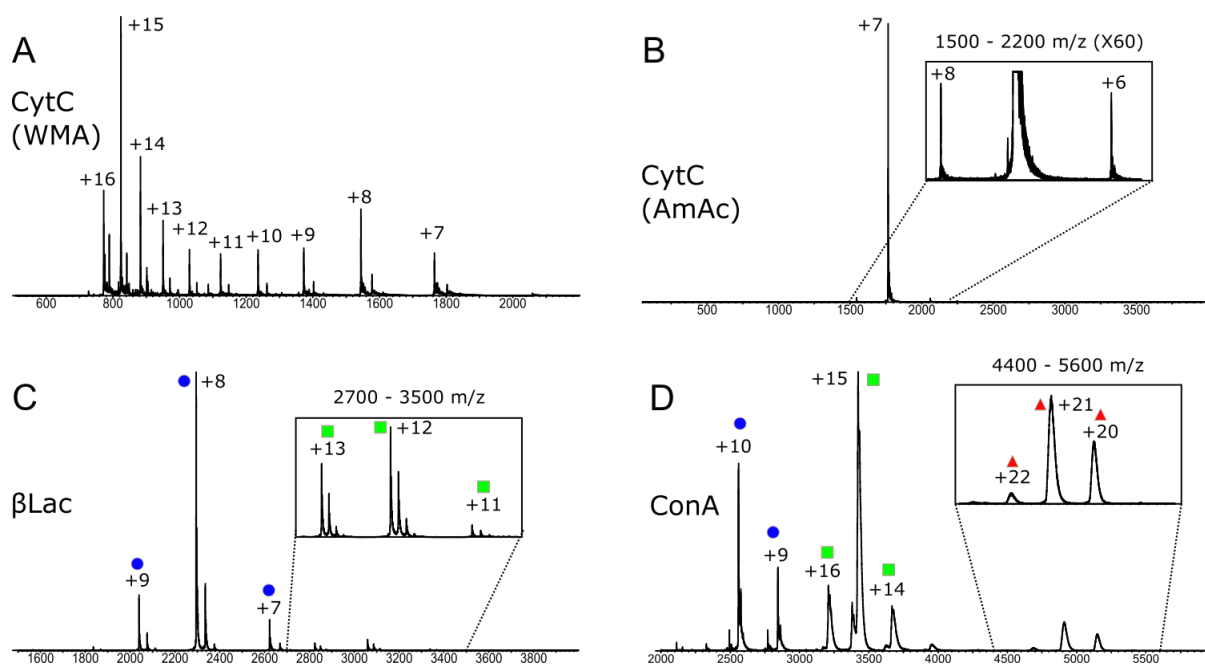 A
CytC
(WMA)
+15
+14
+16
+13
+12
+11
+10
+9
+8
+7
600 800 1000 1200 1400 1600 1800 2000
B
CytC
(AmAc)
+7
1500 - 2200 m/z (X60)
+8
+6
500 1000 1500 2000 2500 3000 3500
C
βLac
+8
+9
+7
2700 - 3500 m/z
+13
+12
+11
2000 2200 2400 2600 2800 3000 3200 3400 3600 3800
D
ConA
+15
+10
+9
+16
+14
4400 - 5600 m/z
+21
+20
+22
2000 2500 3000 3500 4000 4500 5000 5500